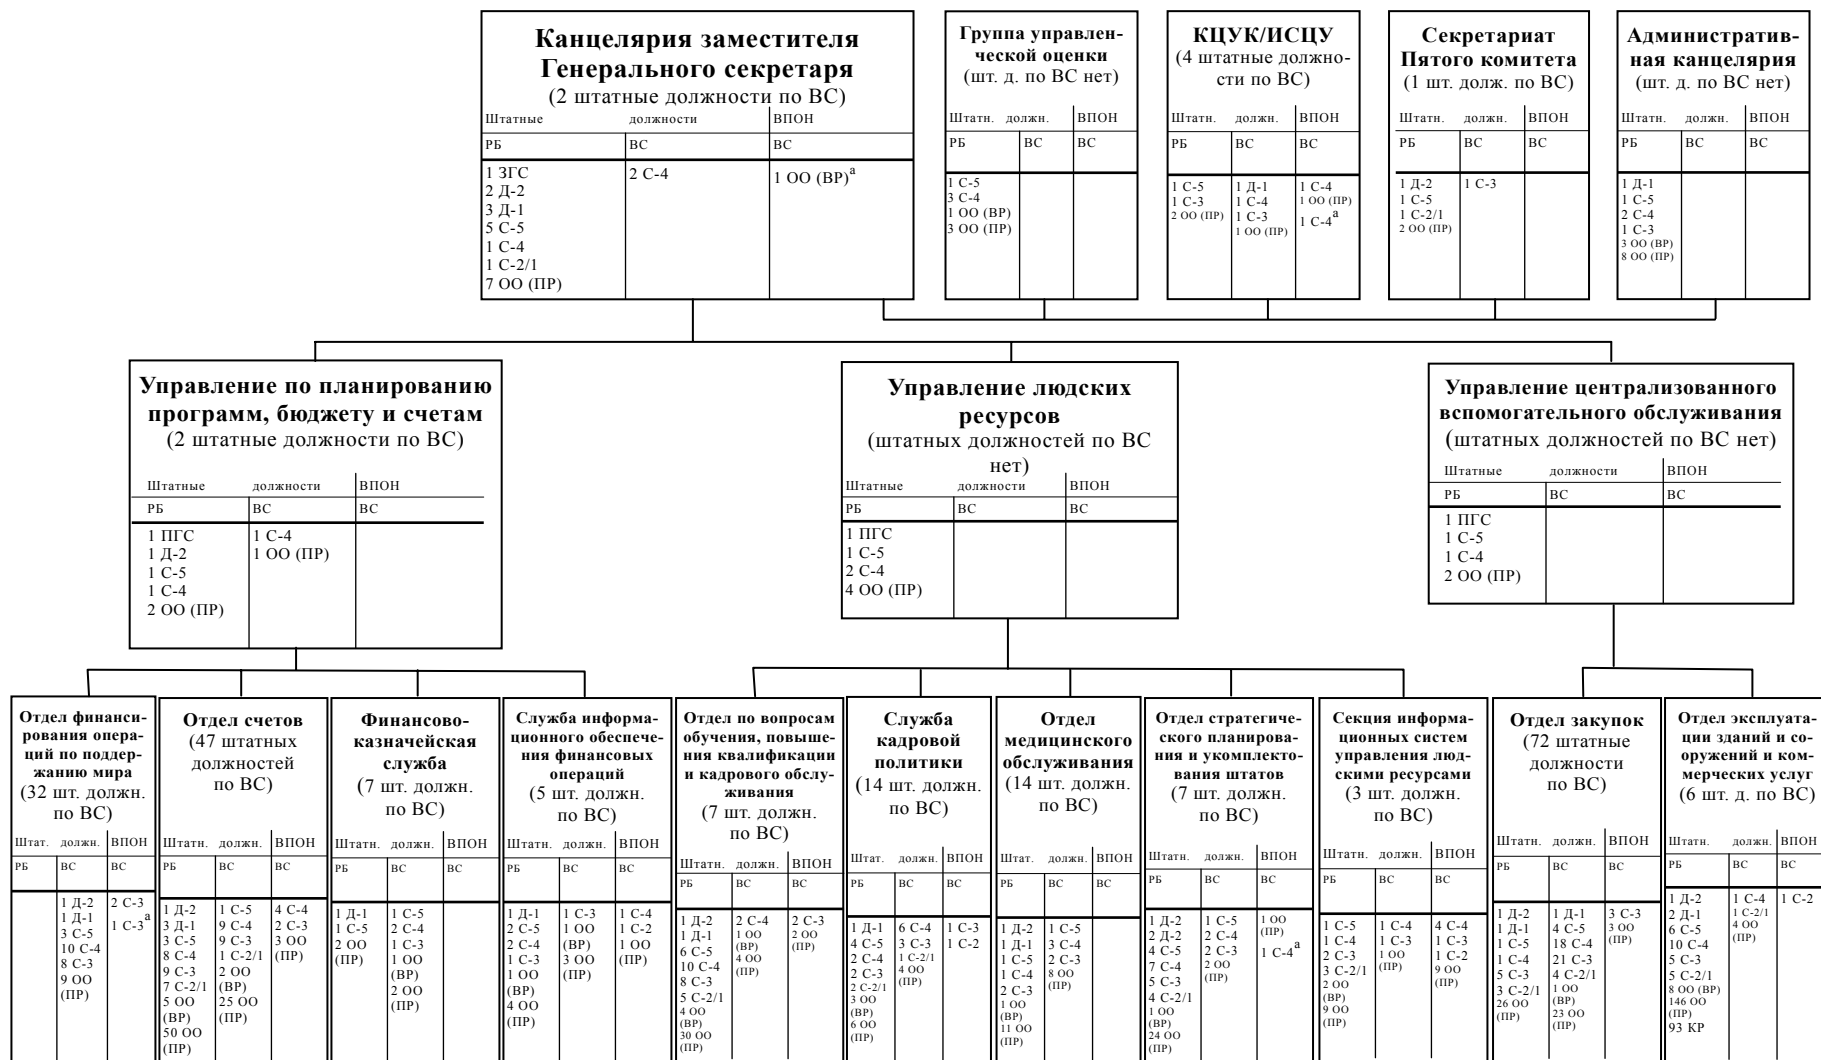 Канцелярия заместителя
Генерального секретаря
(2 штатные должности по ВС)
Штатные должности ВПОН
РБ ВС ВС
1 ЗГС 2 С-4 1 ОО (ВР)а
2 Д-2
3 Д-1
5 С-5
1 С-4
1 С-2/1
7 ОО (ПР)
Группа управлен-
ческой оценки
(шт. д. по ВС нет)
Штатн. должн. ВПОН
РБ ВС ВС
1 С-5
3 С-4
1 ОО (ВР)
3 ОО (ПР)
КЦУК/ИСЦУ
(4 штатные должно-
сти по ВС)
Штатн. должн. ВПОН
РБ ВС ВС
1 С-5 1 Д-1 1 С-4
1 С-3 1 С-4 1 ОО (ПР)
2 ОО (ПР) 1 С-3 1 С-4а
1 ОО (ПР)
Секретариат
Пятого комитета
(1 шт. долж. по ВС)
Штатн. должн. ВПОН
РБ ВС ВС
1 Д-2 1 С-3
1 С-5
1 С-2/1
2 ОО (ПР)
Административ-
ная канцелярия
(шт. д. по ВС нет)
Штатн. должн. ВПОН
РБ ВС ВС
1 Д-1
1 С-5
2 С-4
1 С-3
3 ОО (ВР)
8 ОО (ПР)
Управление по планированию
программ, бюджету и счетам
(2 штатные должности по ВС)
Штатные должности ВПОН
РБ ВС ВС
1 ПГС 1 С-4
1 Д-2 1 ОО (ПР)
1 С-5
1 С-4
2 ОО (ПР)
Управление людских
ресурсов
(штатных должностей по ВС
нет)
Штатные должности ВПОН
РБ ВС ВС
1 ПГС
1 С-5
2 С-4
4 ОО (ПР)
Управление централизованного
вспомогательного обслуживания
(штатных должностей по ВС нет)
Штатные должности ВПОН
РБ ВС ВС
1 ПГС
1 С-5
1 С-4
2 ОО (ПР)
Отдел финанси-
рования опера-
ций по поддер-
жанию мира
(32 шт. должн.
по ВС)
Штат. должн. ВПОН
РБ ВС ВС
1 Д-2 2 С-3
1 Д-1 1 С-3а
3 С-5
10 С-4
8 С-3
9 ОО
(ПР)
Отдел счетов
(47 штатных
должностей
по ВС)
Штатн. должн. ВПОН
РБ ВС ВС
1 Д-2 1 С-5 4 С-4
3 Д-1 9 С-4 2 С-3
3 С-5 9 С-3 3 ОО
8 С-4 1 С-2/1 (ПР)
9 С-3 2 ОО
7 С-2/1 (ВР)
5 ОО 25 ОО
(ВР) (ПР)
50 ОО
(ПР)
Финансово-
казначейская
служба
(7 шт. должн.
по ВС)
Штатн. должн. ВПОН
РБ ВС ВС
1 Д-1 1 С-5
1 С-5 2 С-4
2 ОО 1 С-3
(ПР) 1 ОО
(ВР)
2 ОО
(ПР)
Служба информа-
ционного обеспече-
ния финансовых
операций
(5 шт. должн.
по ВС)
Штатн. должн. ВПОН
РБ ВС ВС
1 Д-1 1 С-3 1 С-4
2 С-5 1 ОО 1 С-2
2 С-4 (ВР) 1 ОО
1 С-3 3 ОО (ПР)
1 ОО (ПР)
(ВР)
4 ОО
(ПР)
Отдел по вопросам
обучения, повыше-
ния квалификации
и кадрового обслу-
живания
(7 шт. должн.
по ВС)
Штатн. должн. ВПОН
РБ ВС ВС
1 Д-2 2 С-4 2 С-3
1 Д-1 1 ОО 2 ОО
6 С-5 (ВР) (ПР)
10 С-4 4 ОО
8 С-3 (ПР)
5 С-2/1
4 ОО
(ВР)
30 ОО
(ПР)
Служба
кадровой
политики
(14 шт. должн.
по ВС)
Штат. должн. ВПОН
РБ ВС ВС
1 Д-1 6 С-4 1 С-3
4 С-5 3 С-3 1 С-2
2 С-4 1 С-2/1
2 С-3 4 ОО
2 С-2/1 (ПР)
3 ОО
(ВР)
6 ОО
(ПР)
Отдел
медицинского
обслуживания
(14 шт. должн.
по ВС)
Штат. должн. ВПОН
РБ ВС ВС
1 Д-2 1 С-5
1 Д-1 3 С-4
1 С-5 2 С-3
1 С-4 8 ОО
2 С-3 (ПР)
1 ОО
(ВР)
11 ОО
(ПР)
Отдел стратегиче-
ского планирова-
ния и укомплекто-
вания штатов
(7 шт. должн.
по ВС)
Штатн. должн. ВПОН
РБ ВС ВС
1 Д-2 1 С-5 1 ОО
2 Д-2 2 С-4 (ПР)
4 С-5 2 С-3 1 С-4а
7 С-4 2 ОО
5 С-3 (ПР)
4 С-2/1
1 ОО
(ВР)
24 ОО
(ПР)
Секция информа-
ционных систем
управления люд-
скими ресурсами
(3 шт. должн.
по ВС)
Штатн. должн. ВПОН
РБ ВС ВС
1 С-5 1 С-4 4 С-4
1 С-4 1 С-3 1 С-3
2 С-3 1 ОО 1 С-2
3 С-2/1 (ПР) 9 ОО
2 ОО (ПР)
(ВР)
9 ОО
(ПР)
Отдел закупок
(72 штатные
должности
по ВС)
Штатн. должн. ВПОН
РБ ВС ВС
1 Д-2 1 Д-1 3 С-3
1 Д-1 4 С-5 3 ОО
1 С-5 18 С-4 (ПР)
1 С-4 21 С-3
5 С-3 4 С-2/1
3 С-2/1 1 ОО
26 ОО (ВР)
(ПР) 23 ОО
(ПР)
Отдел эксплуата-
ции зданий и со-
оружений и ком-
мерческих услуг
(6 шт. д. по ВС)
Штатн. должн. ВПОН
РБ ВС ВС
1 Д-2 1 С-4 1 С-2
2 Д-1 1 С-2/1
6 С-5 4 ОО
10 С-4 (ПР)
5 С-3
5 С-2/1
8 ОО (ВР)
146 ОО
(ПР)
93 КР